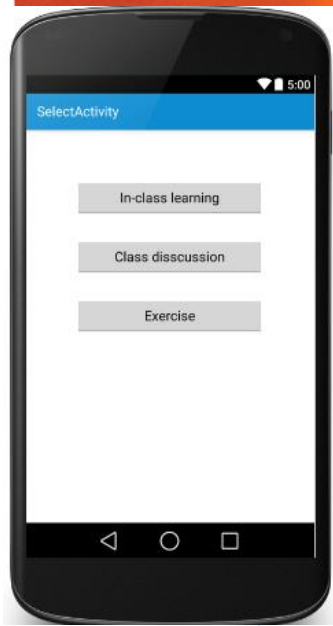 5:00
SelectActivity
In-class learning
Class disscussion
Exercise